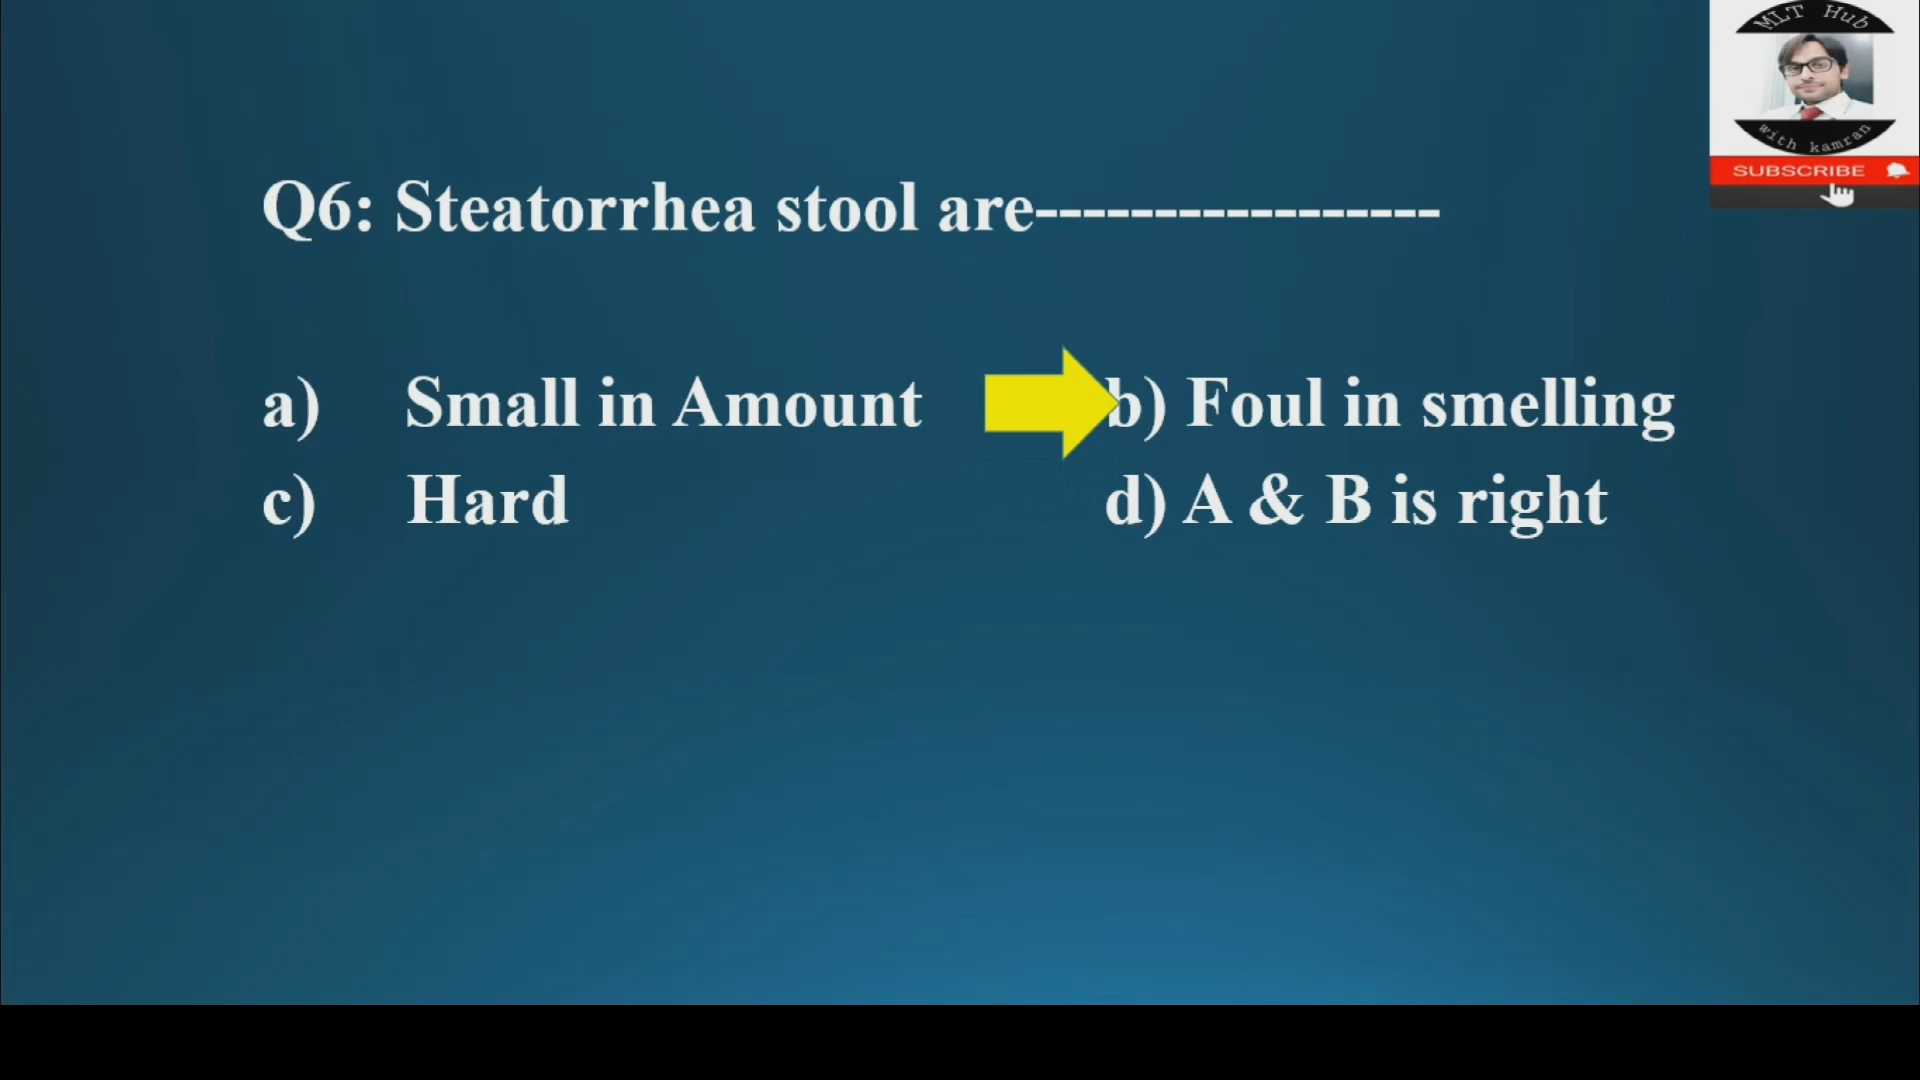 MLT Hub
with kamran
SUBSCRIBE
Q6: Steatorrhea stool are-----------------
a) Small in Amount b) Foul in smelling
c) Hard d) A & B is right